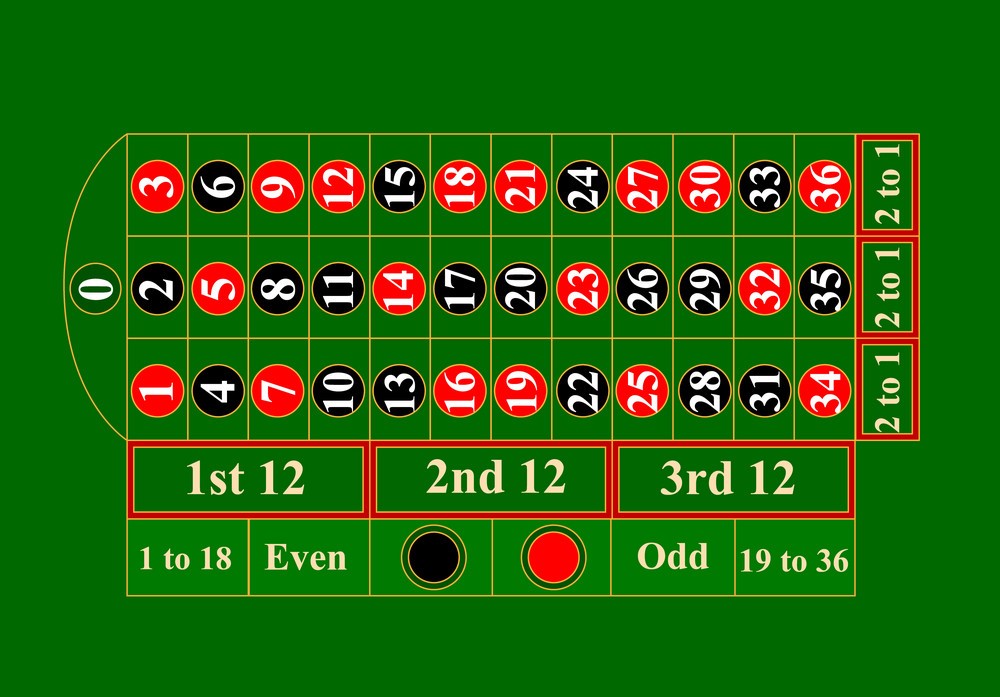 3 6 9 12 15 18 21 24 27 30 33 36 2 to 1
0 2 5 8 11 14 17 20 23 26 29 32 35 2 to 1
1 4 7 10 13 16 19 22 25 28 31 34 2 to 1
1st 12 2nd 12 3rd 12
1 to 18 Even Odd 19 to 36